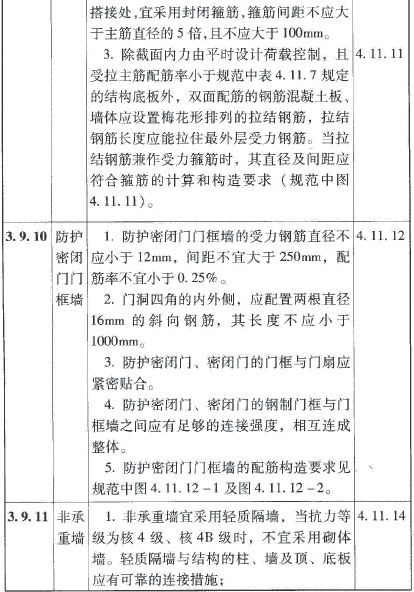 搭接处,宜采用封闭箍筋,箍筋间距不应大
于主筋直径的5倍,且不应大于100mm。
3. 除截面内力由平时设计荷载控制，且 4.11.11
受拉主筋配筋率小于规范中表4.11.7规定
的结构底板外，双面配筋的钢筋混凝土板、
墙体应设置梅花形排列的拉结钢筋，拉结
钢筋长度应能拉住最外层受力钢筋。当拉
结钢筋兼作受力箍筋时，其直径及间距应
符合箍筋的计算和构造要求（规范中图
4.11.11）。
3.9.10 防护 1. 防护密闭门门框墙的受力钢筋直径不 4.11.12
密闭 应小于12mm，间距不宜大于250mm，配
门门 筋率不宜小于0.25%。
框墙 2. 门洞四角的内外侧，应配置两根直径
16mm的斜向钢筋，其长度不应小于
1000mm。
3. 防护密闭门、密闭门的门框与门扇应
紧密贴合。
4. 防护密闭门、密闭门的钢制门框与门
框墙之间应有足够的连接强度，相互连成
整体。
5. 防护密闭门门框墙的配筋构造要求见
规范中图4.11.12-1及图4.11.12-2。
3.9.11 非承 1. 非承重墙宜采用轻质隔墙，当抗力等 4.11.14
重墙 级为核4级、核4B级时，不宜采用砌体
墙。轻质隔墙与结构的柱、墙及顶、底板
应有可靠的连接措施;